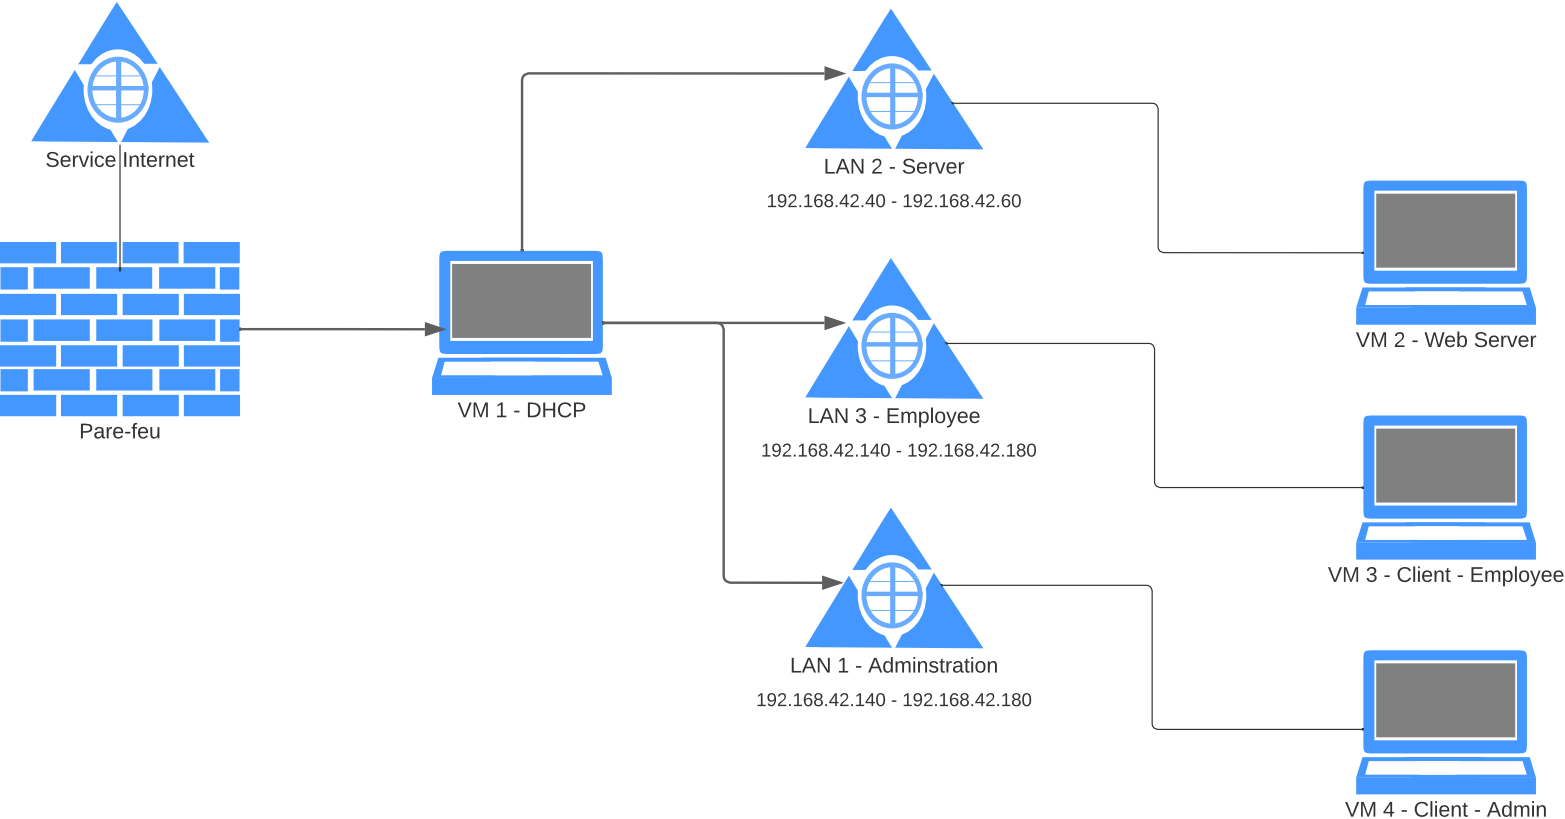 Service Internet
Pare-feu
VM 1 - DHCP
LAN 2 - Server
192.168.42.40 - 192.168.42.60
LAN 3 - Employee
192.168.42.140 - 192.168.42.180
LAN 1 - Adminstration
192.168.42.140 - 192.168.42.180
VM 2 - Web Server
VM 3 - Client - Employee
VM 4 - Client - Admin